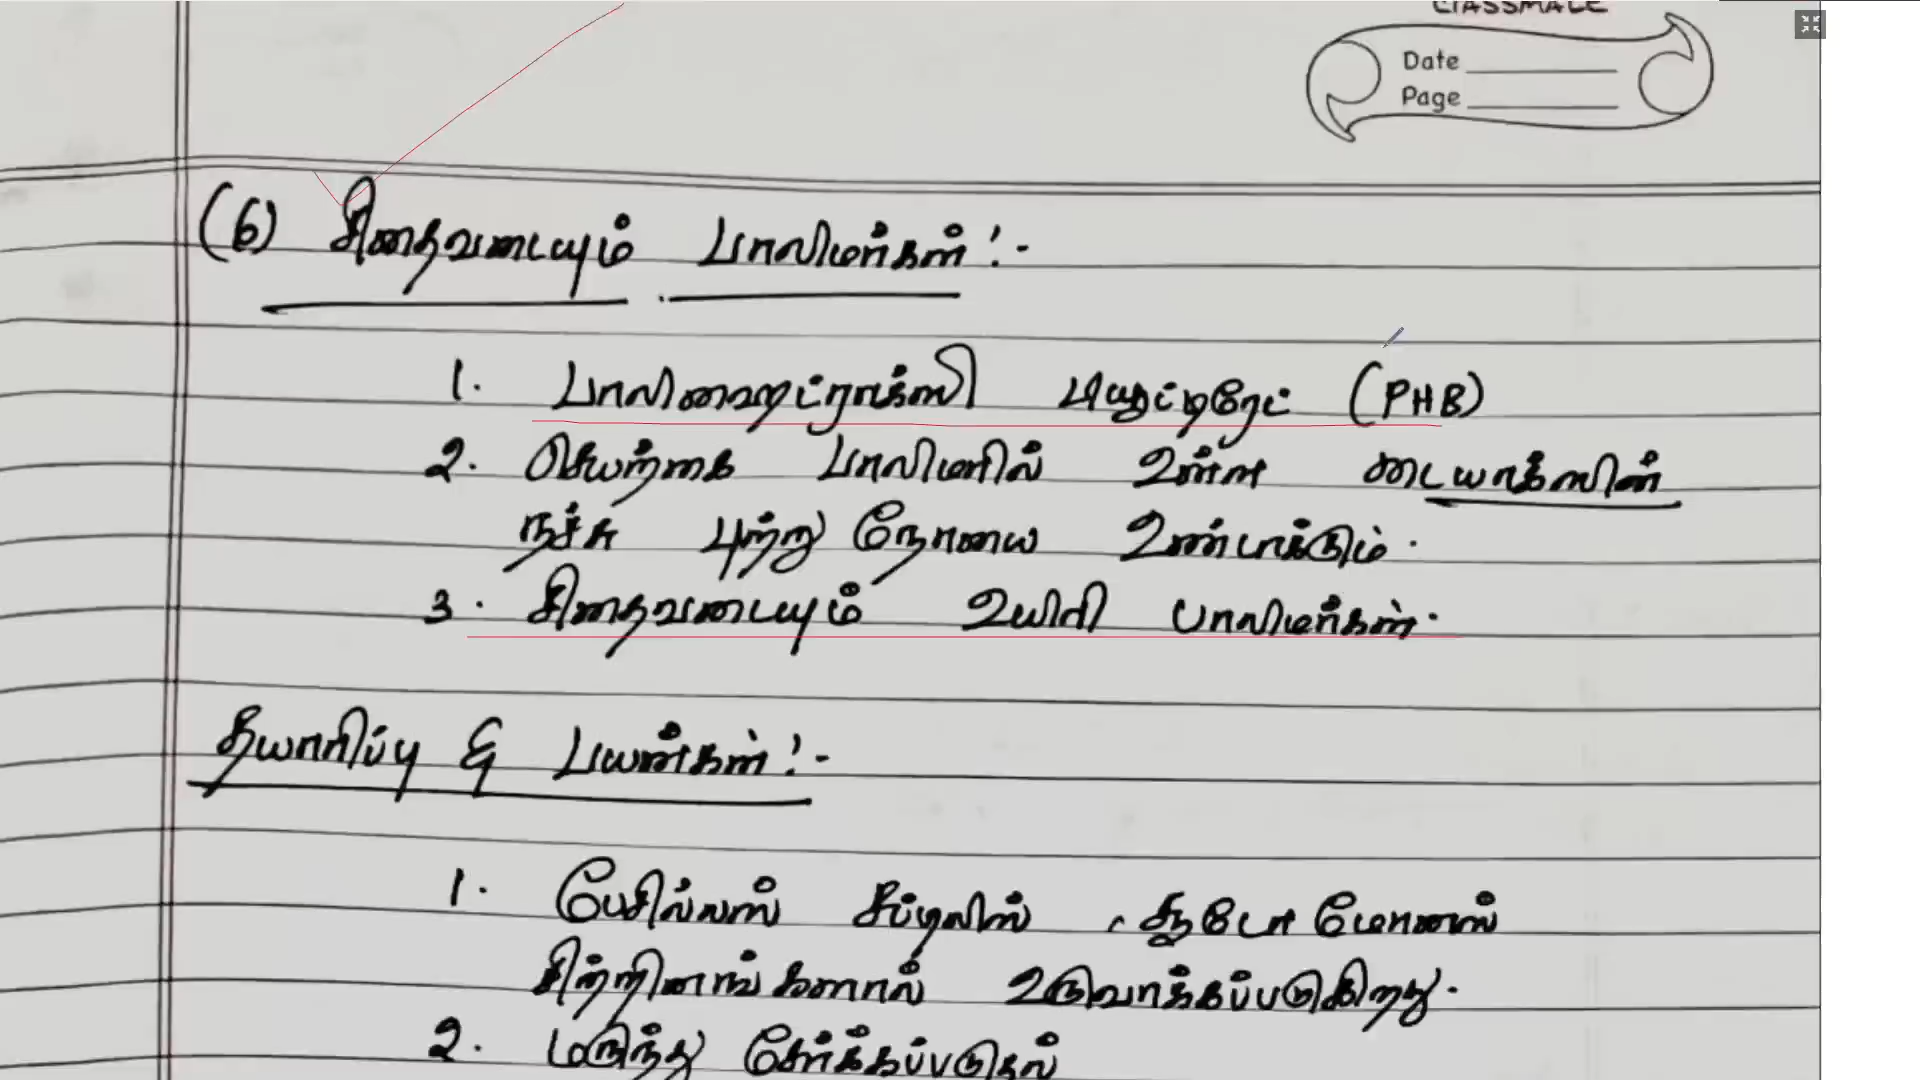 classmate
Date
Page
(6) சிதைவடையும் பாலிமர்கள் :-
1. பாலிஹைட்ராக்ஸி பியூட்டிரேட் (PHB)
2. செயற்கை பாலிமரில் உள்ள டையாக்ஸின்
நச்சு புற்று நோயை உண்டாக்கும்.
3. சிதைவடையும் உயிரி பாலிமர்கள்.
தயாரிப்பு & பயன்கள் :-
1. பேசில்லஸ் சப்டிலிஸ், சூடோமோனாஸ்
சிற்றினங்களால் உருவாக்கப்படுகிறது.
2. மருந்து சேர்க்கப்படுதல்